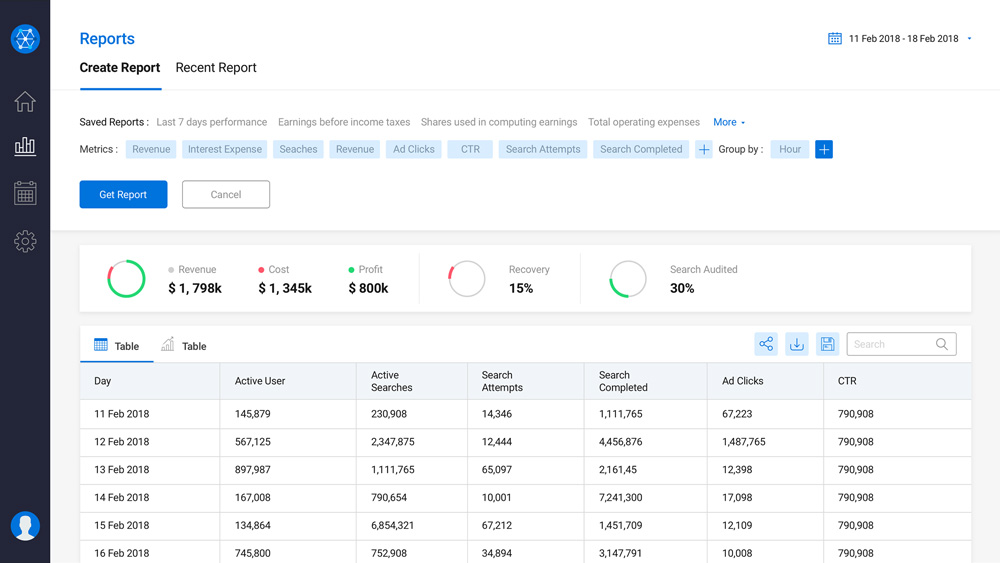 Reports
11 Feb 2018 - 18 Feb 2018
Create Report Recent Report
Saved Reports : Last 7 days performance Earnings before income taxes Shares used in computing earnings Total operating expenses More
Metrics : Revenue Interest Expense Seaches Revenue Ad Clicks CTR Search Attempts Search Completed + Group by : Hour +
Get Report Cancel
Revenue Cost Profit Recovery Search Audited
$ 1, 798k $ 1, 345k $ 800k 15% 30%
Table Table Search
Day Active User Active Searches Search Attempts Search Completed Ad Clicks CTR
11 Feb 2018 145,879 230,908 14,346 1,111,765 67,223 790,908
12 Feb 2018 567,125 2,347,875 12,444 4,456,876 1,487,765 790,908
13 Feb 2018 897,987 1,111,765 65,097 2,161,45 12,398 790,908
14 Feb 2018 167,008 790,654 10,001 7,241,300 17,098 790,908
15 Feb 2018 134,864 6,854,321 67,212 1,451,709 12,109 790,908
16 Feb 2018 745,800 752,908 34,894 3,147,791 10,008 790,908